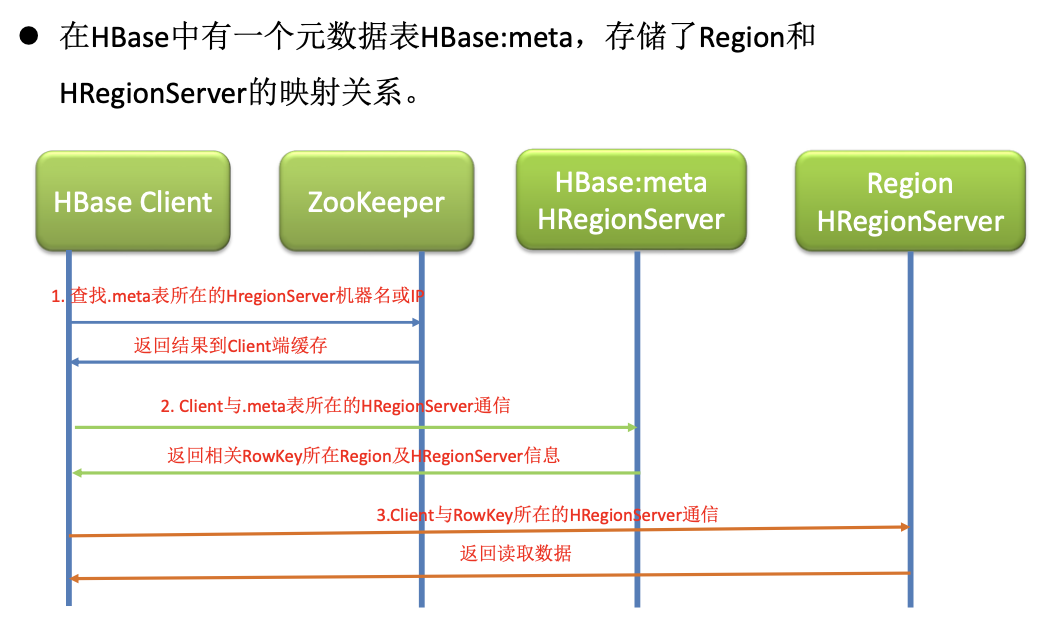 ● 在HBase中有一个元数据表HBase:meta，存储了Region和
HRegionServer的映射关系。
HBase Client
ZooKeeper
HBase:meta
HRegionServer
Region
HRegionServer
1. 查找.meta表所在的HregionServer机器名或IP
返回结果到Client端缓存
2. Client与.meta表所在的HRegionServer通信
返回相关RowKey所在Region及HRegionServer信息
3.Client与RowKey所在的HRegionServer通信
返回读取数据